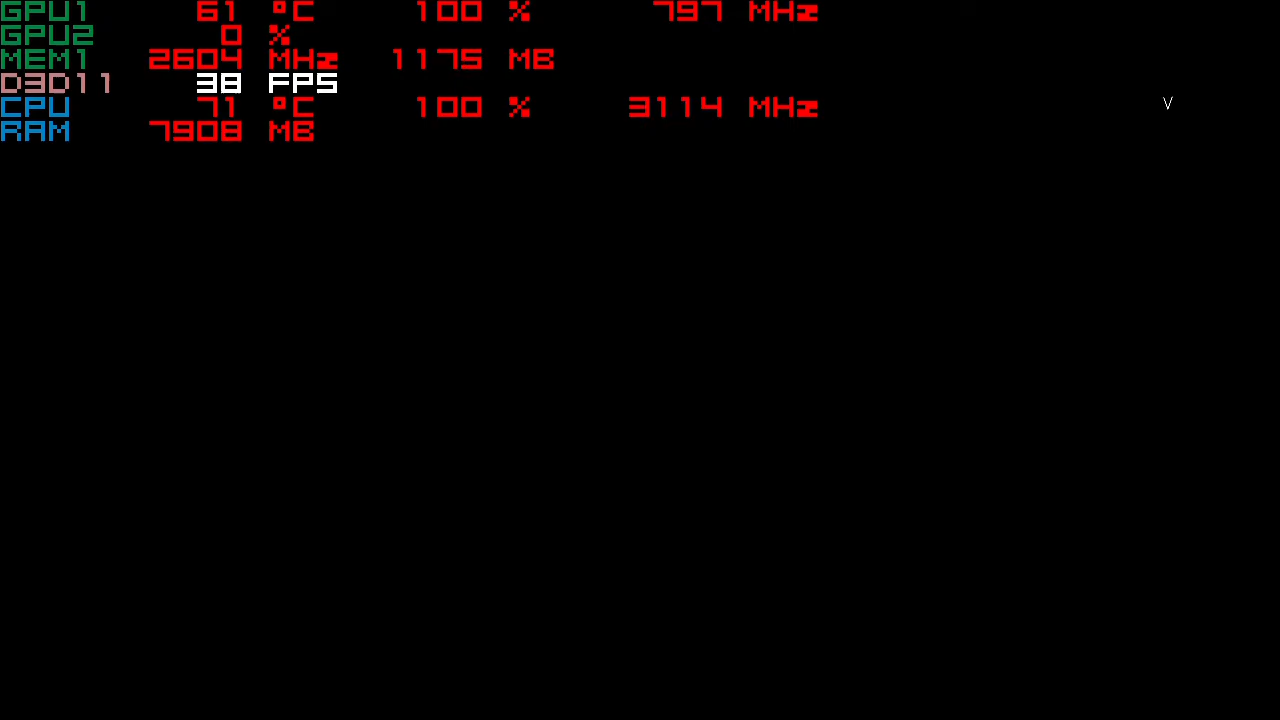 GPU1 61 °C 100 % 797 MHz
GPU2 0 %
MEM1 2604 MHz 1175 MB
D3D11 38 FPS
CPU 71 °C 100 % 3114 MHz V
RAM 7908 MB